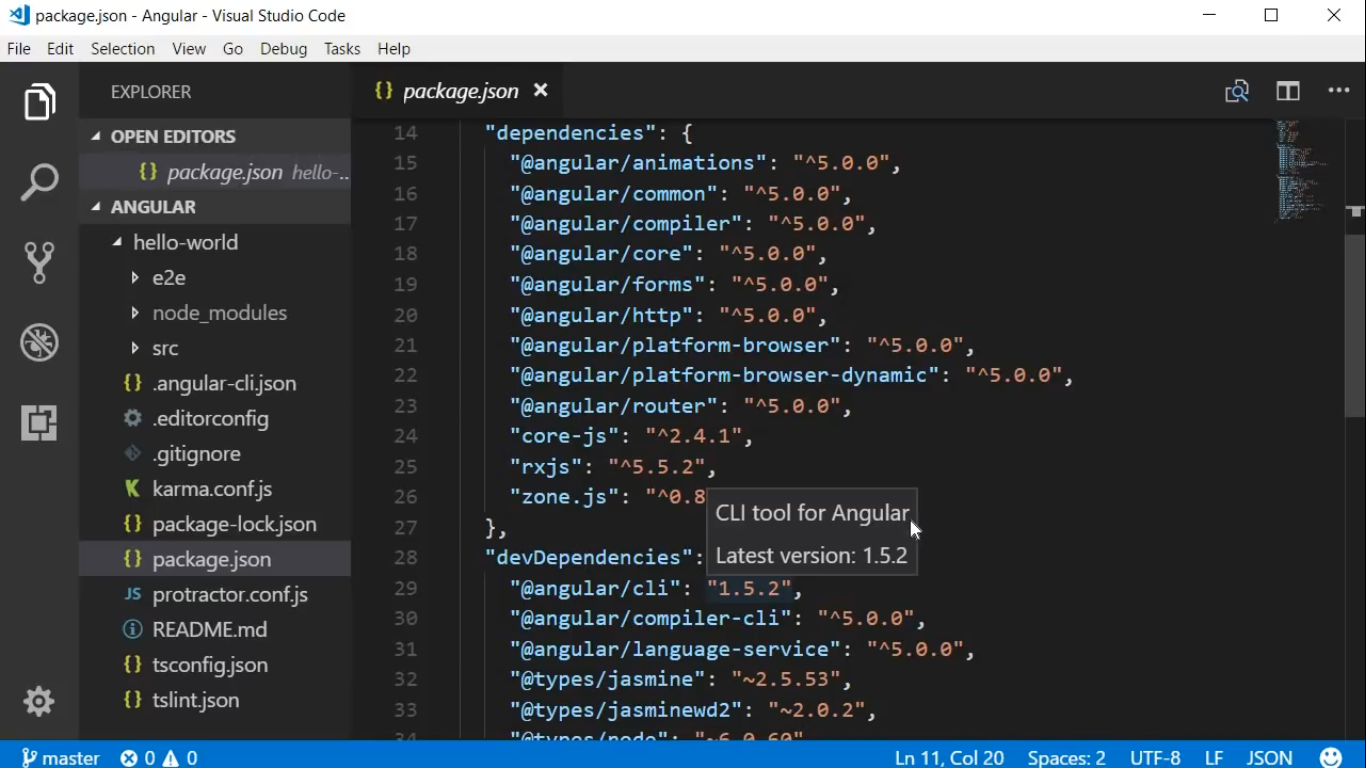 package.json - Angular - Visual Studio Code
File Edit Selection View Go Debug Tasks Help
EXPLORER
OPEN EDITORS
{} package.json hello-..
ANGULAR
hello-world
e2e
node_modules
src
{} .angular-cli.json
.editorconfig
.gitignore
K karma.conf.js
{} package-lock.json
{} package.json
JS protractor.conf.js
README.md
{} tsconfig.json
{} tslint.json
{} package.json
14 "dependencies": {
15 "@angular/animations": "^5.0.0",
16 "@angular/common": "^5.0.0",
17 "@angular/compiler": "^5.0.0",
18 "@angular/core": "^5.0.0",
19 "@angular/forms": "^5.0.0",
20 "@angular/http": "^5.0.0",
21 "@angular/platform-browser": "^5.0.0",
22 "@angular/platform-browser-dynamic": "^5.0.0",
23 "@angular/router": "^5.0.0",
24 "core-js": "^2.4.1",
25 "rxjs": "^5.5.2",
26 "zone.js": "^0.8
27 },
28 "devDependencies":
29 "@angular/cli": "1.5.2",
30 "@angular/compiler-cli": "^5.0.0",
31 "@angular/language-service": "^5.0.0",
32 "@types/jasmine": "~2.5.53",
33 "@types/jasminewd2": "~2.0.2",
34 "@types/node": "~6.0.60"
CLI tool for Angular
Latest version: 1.5.2
master 0 0
Ln 11, Col 20 Spaces: 2 UTF-8 LF JSON